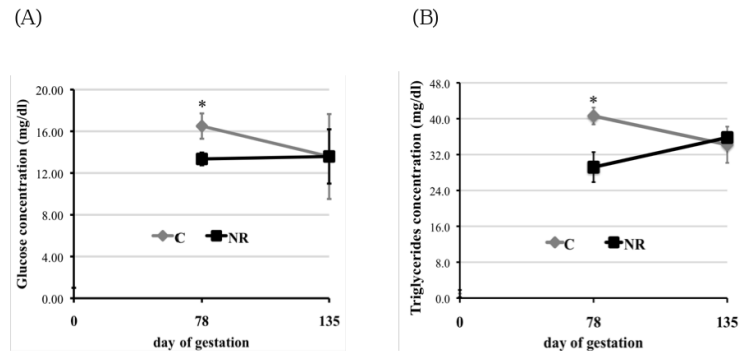 (A)
Glucose concentration (mg/dl)
20.00
16.00
12.00
8.00
4.00
0.00
*
C
NR
0 78 135
day of gestation
(B)
Triglycerides concentration (mg/dl)
48.0
40.0
32.0
24.0
16.0
8.0
0.0
*
C
NR
0 78 135
day of gestation